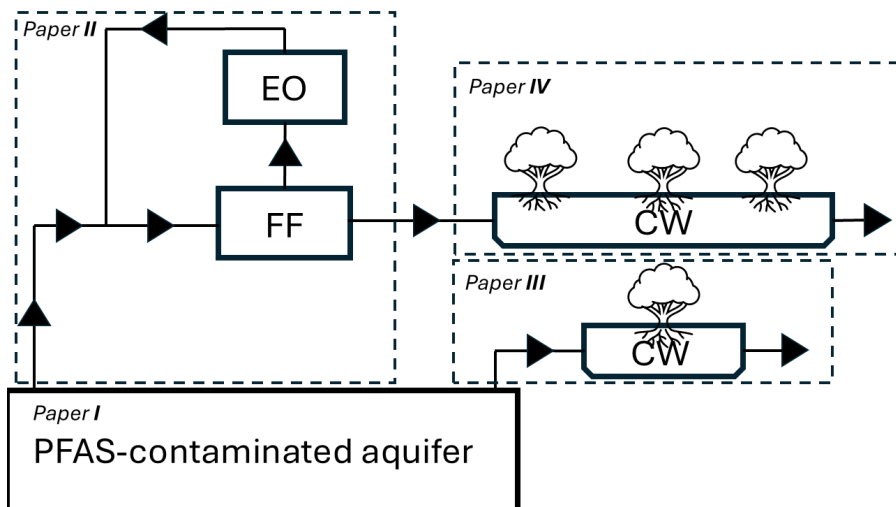 Paper II
EO
FF
Paper IV
CW
Paper III
CW
Paper I
PFAS-contaminated aquifer